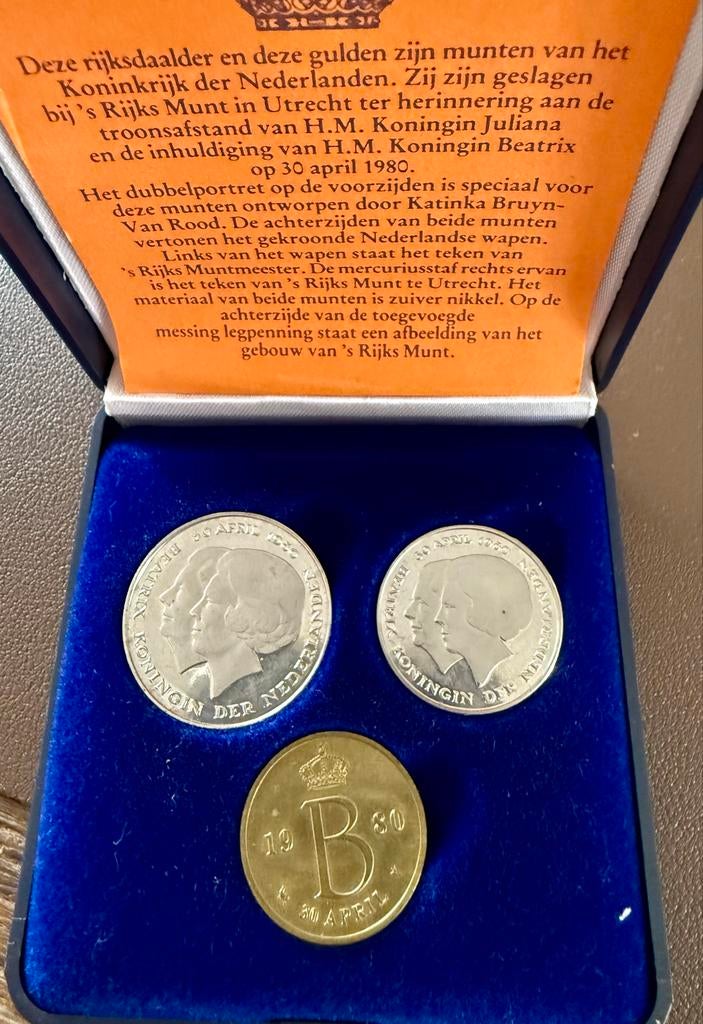 Deze rijksdaalder en deze gulden zijn munten van het
Koninkrijk der Nederlanden. Zij zijn geslagen
bij 's Rijks Munt in Utrecht ter herinnering aan de
troonsafstand van H.M. Koningin Juliana
en de inhuldiging van H.M. Koningin Beatrix
op 30 april 1980.
Het dubbelportret op de voorzijden is speciaal voor
deze munten ontworpen door Katinka Bruyn-
Van Rood. De achterzijden van beide munten
vertonen het gekroonde Nederlandse wapen.
Links van het wapen staat het teken van
's Rijks Muntmeester. De mercuriusstaf rechts ervan
is het teken van 's Rijks Munt te Utrecht. Het
materiaal van beide munten is zuiver nikkel. Op de
achterzijde van de toegevoegde
messing legpenning staat een afbeelding van het
gebouw van 's Rijks Munt.
BEATRIX KONINGIN DER NEDERLANDEN 30 APRIL 1980
BEATRIX KONINGIN DER NEDERLANDEN 30 APRIL 1980
19 B 80
30 APRIL